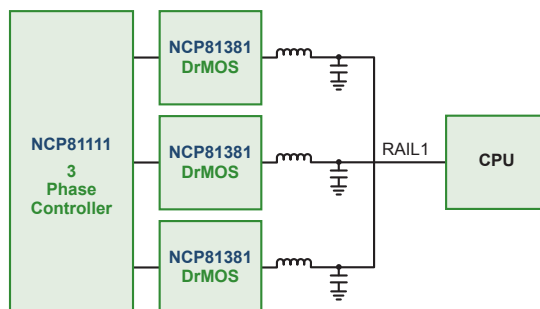 NCP81381
DrMOS
NCP81111
3
Phase
Controller
NCP81381
DrMOS
RAIL1
CPU
NCP81381
DrMOS